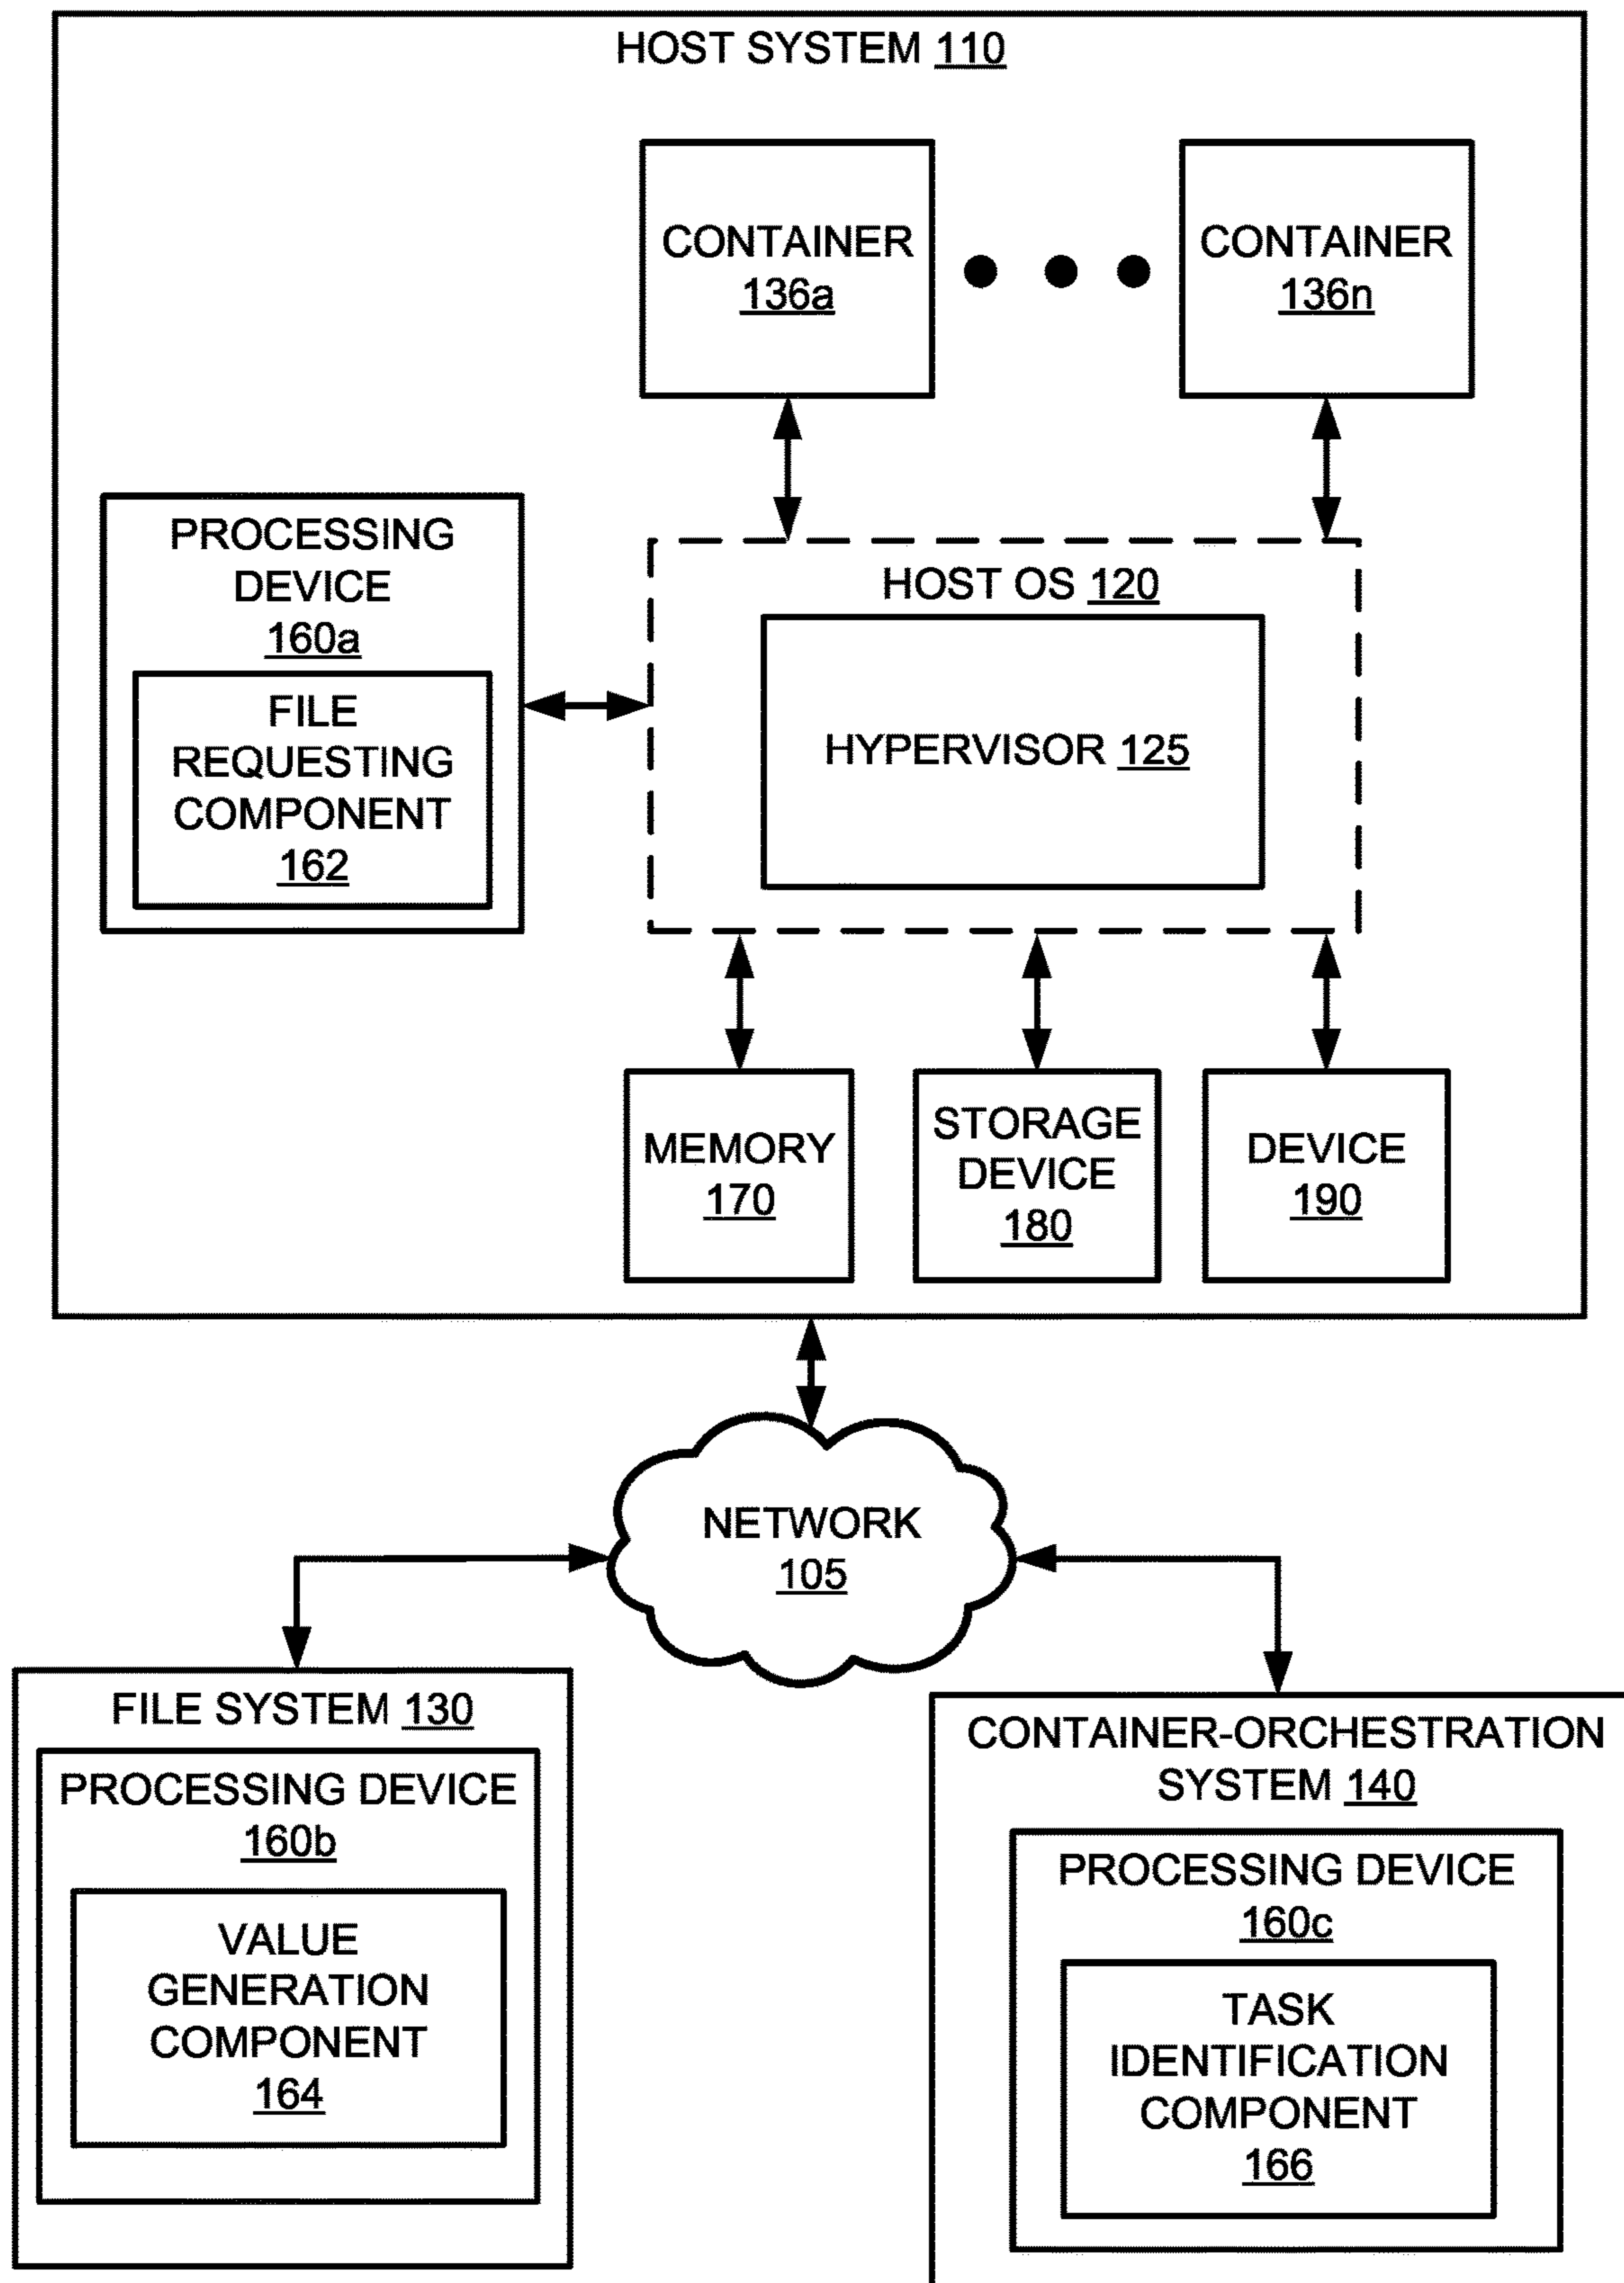 HOST SYSTEM 110
CONTAINER
136a
CONTAINER
136n
PROCESSING
DEVICE
160a
FILE
REQUESTING
COMPONENT
162
HOST OS 120
HYPERVISOR 125
MEMORY
170
STORAGE
DEVICE
180
DEVICE
190
NETWORK
105
FILE SYSTEM 130
PROCESSING DEVICE
160b
VALUE
GENERATION
COMPONENT
164
CONTAINER-ORCHESTRATION
SYSTEM 140
PROCESSING DEVICE
160c
TASK
IDENTIFICATION
COMPONENT
166